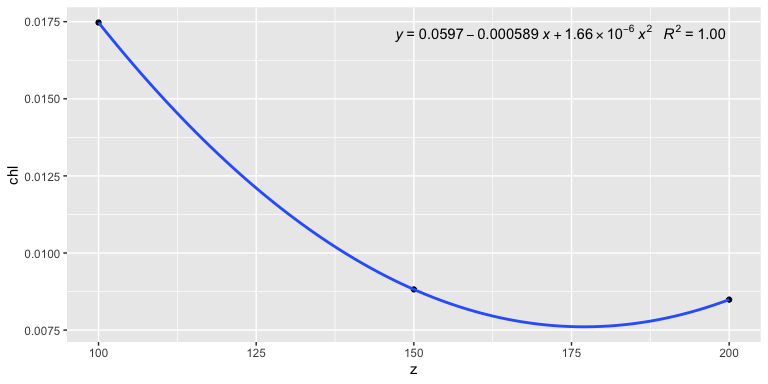 y = 0.0597 − 0.000589 x + 1.66 × 10⁻⁶ x²   R² = 1.00
0.0175
0.0150
0.0125
0.0100
0.0075
chl
100 125 150 175 200
z